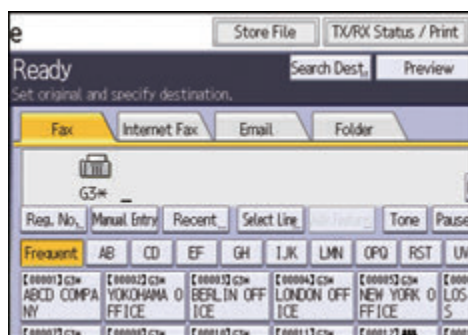 e
Store File TX/RX Status / Print
Ready
Search Dest. Preview
Set original and specify destination.
Fax Internet Fax Email Folder
G3* _
Reg. No. Manual Entry Recent Select Line Tone Pause
Frequent AB CD EF GH IJK LMN OPQ RST UV
[00001]G3* [00002]G3* [00003]G3* [00004]G3* [00005]G3* [000
ABCD COMPA YOKOHAMA O BERLIN OFF LONDON OFF NEW YORK O LOS
NY FFICE ICE ICE FFICE S